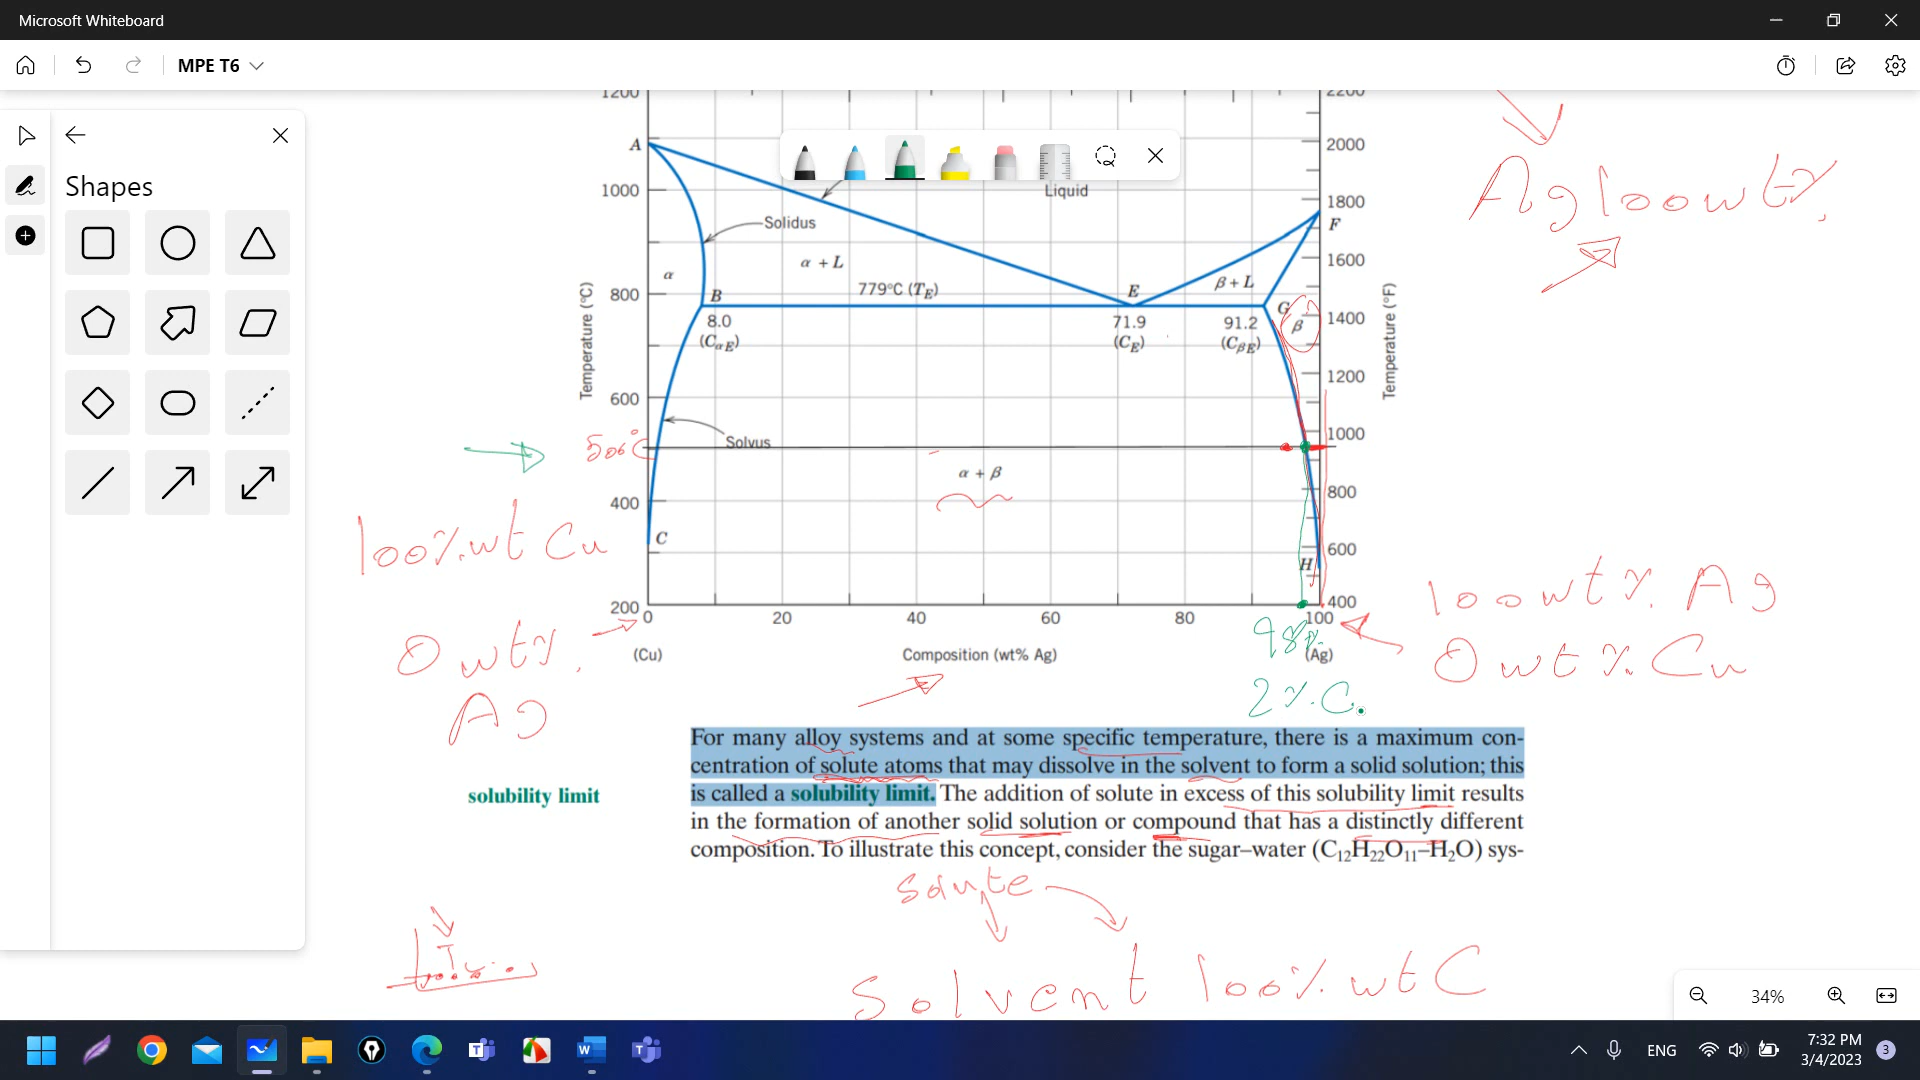 Microsoft Whiteboard
MPE T6
Shapes
1200
2200
A
2000
1000
Liquid
1800
F
Solidus
α + L
1600
α
β + L
800
B
779°C (TE)
E
G
8.0
71.9
91.2
1400
β
(CαE)
(CE)
(CβE)
Temperature (°C)
Temperature (°F)
1200
600
1000
500°C
Solvus
α + β
800
400
C
600
H
200
400
0
20
40
60
80
100
(Cu)
Composition (wt% Ag)
(Ag)
Ag 100wt%
100%wt Cu
0 wt%
Ag
100wt% Ag
0wt% Cu
98%
2%.C
For many alloy systems and at some specific temperature, there is a maximum con-
centration of solute atoms that may dissolve in the solvent to form a solid solution; this
solubility limit
is called a solubility limit. The addition of solute in excess of this solubility limit results
in the formation of another solid solution or compound that has a distinctly different
composition. To illustrate this concept, consider the sugar–water (C12H22O11–H2O) sys-
solute
T
Solvent 100% wt C
34%
ENG
7:32 PM
3/4/2023
3